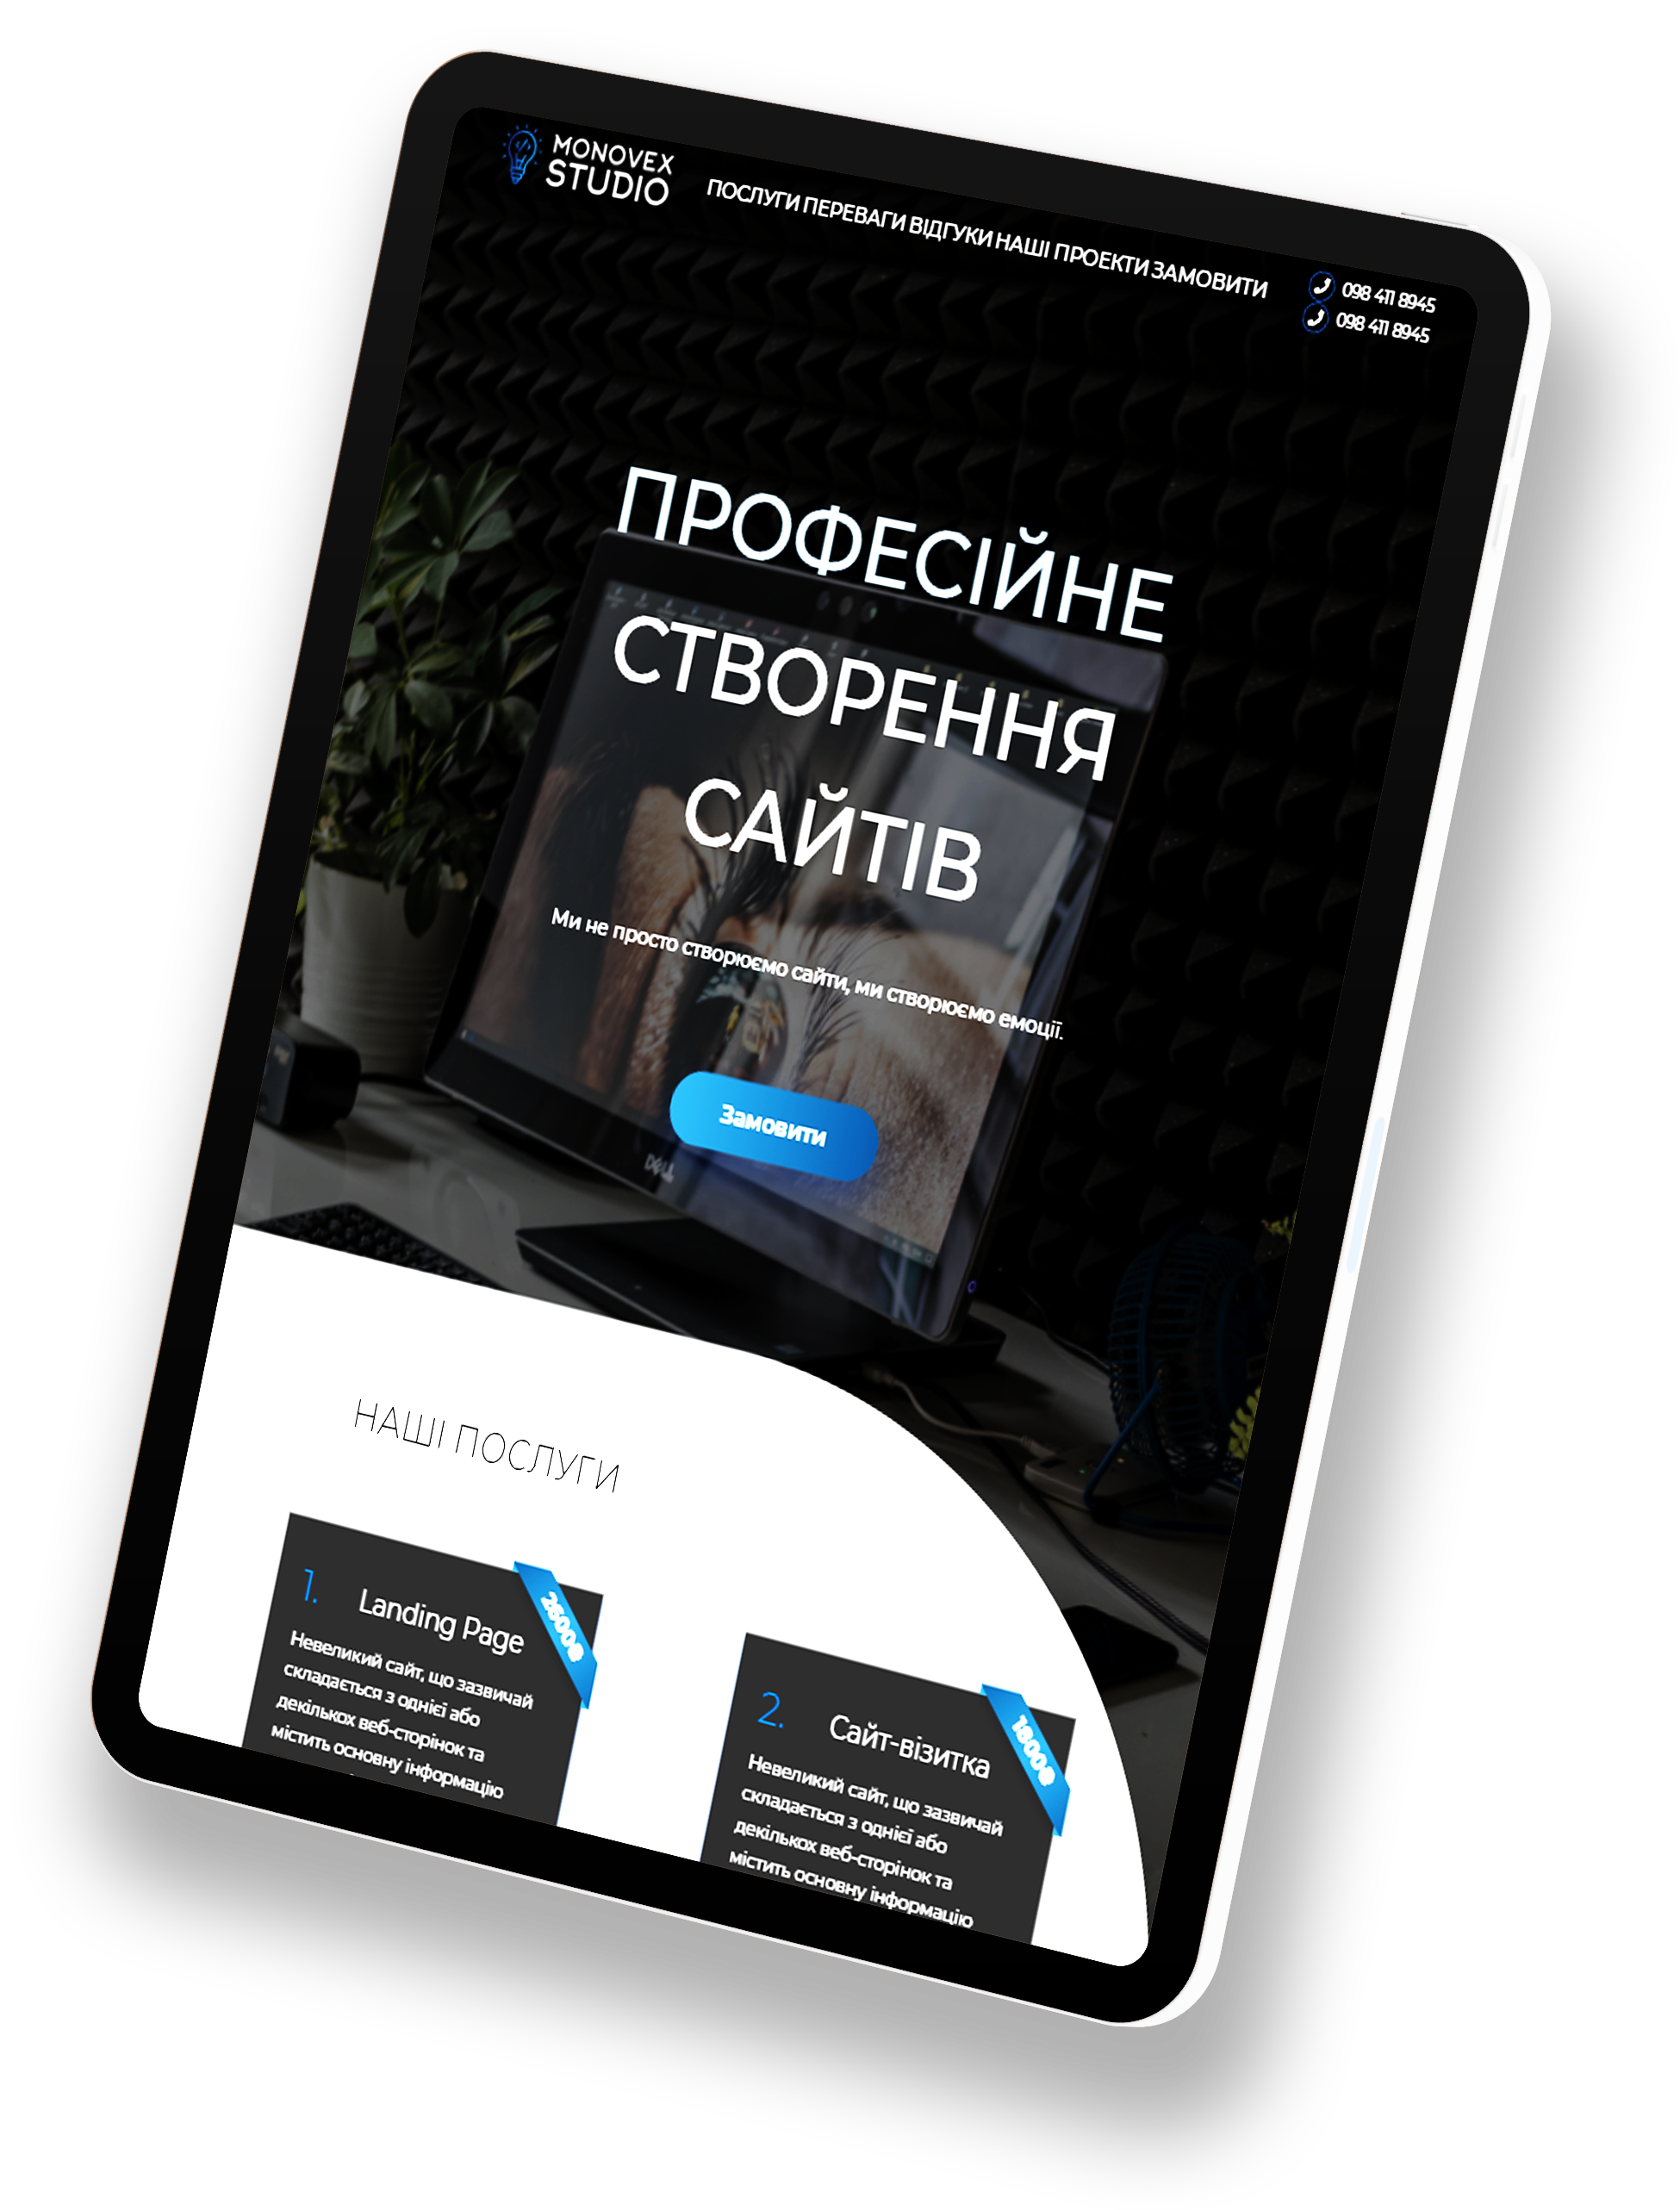 MONOVEX
STUDIO
ПОСЛУГИ ПЕРЕВАГИ ВІДГУКИ НАШІ ПРОЕКТИ ЗАМОВИТИ
098 411 8945
098 411 8945
ПРОФЕСІЙНЕ
СТВОРЕННЯ
САЙТІВ
Ми не просто створюємо сайти, ми створюємо емоції.
Замовити
DELL
НАШІ ПОСЛУГИ
1.
Landing Page
2500₴
Невеликий сайт, що зазвичай
складається з однієї або
декількох веб-сторінок та
містить основну інформацію
2.
Сайт-візитка
1800₴
Невеликий сайт, що зазвичай
складається з однієї або
декількох веб-сторінок та
містить основну інформацію